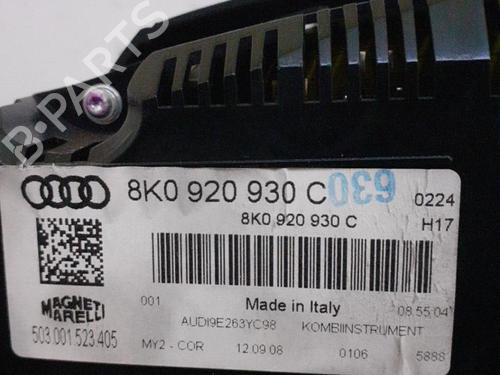 B-PARTS
8K0 920 930 C 630 0224
8K0 920 930 C H17
MAGNETI MARELLI
001 Made in Italy 08.55.04
503.001.523.405 AUDI9E263YC98 KOMBIINSTRUMENT
MY2 - COR 12.09.08 0106 5888